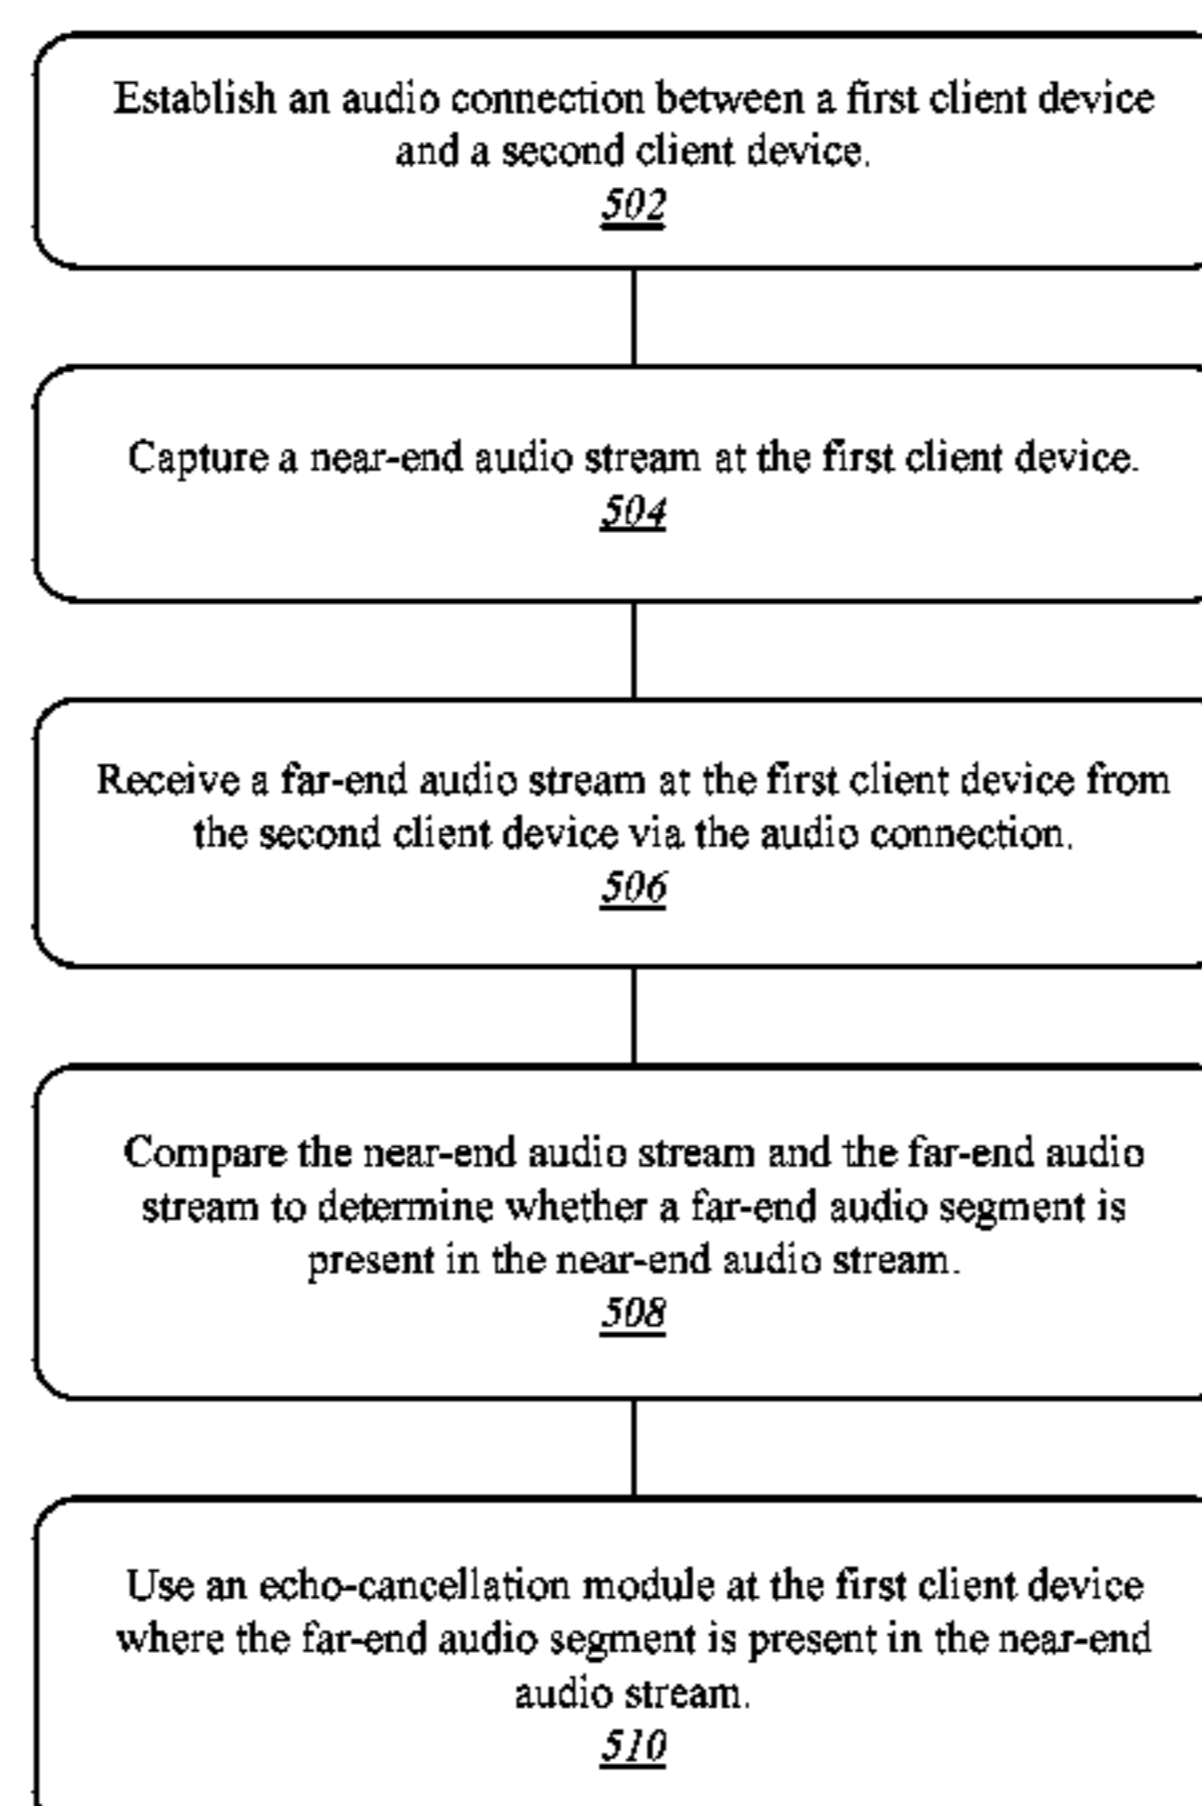 Establish an audio connection between a first client device
and a second client device.
502
Capture a near-end audio stream at the first client device.
504
Receive a far-end audio stream at the first client device from
the second client device via the audio connection.
506
Compare the near-end audio stream and the far-end audio
stream to determine whether a far-end audio segment is
present in the near-end audio stream.
508
Use an echo-cancellation module at the first client device
where the far-end audio segment is present in the near-end
audio stream.
510